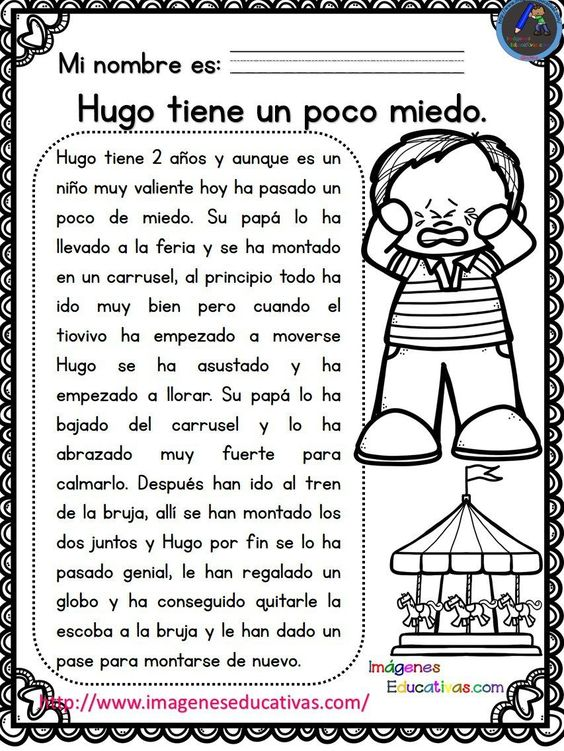 Imágenes
Educativas.com
Mi nombre es:
Hugo tiene un poco miedo.
Hugo tiene 2 años y aunque es un
niño muy valiente hoy ha pasado un
poco de miedo. Su papá lo ha
llevado a la feria y se ha montado
en un carrusel, al principio todo ha
ido muy bien pero cuando el
tiovivo ha empezado a moverse
Hugo se ha asustado y ha
empezado a llorar. Su papá lo ha
bajado del carrusel y lo ha
abrazado muy fuerte para
calmarlo. Después han ido al tren
de la bruja, allí se han montado los
dos juntos y Hugo por fin se lo ha
pasado genial, le han regalado un
globo y ha conseguido quitarle la
escoba a la bruja y le han dado un
pase para montarse de nuevo.
Imágenes
Educativas.com
http://www.imageneseducativas.com/